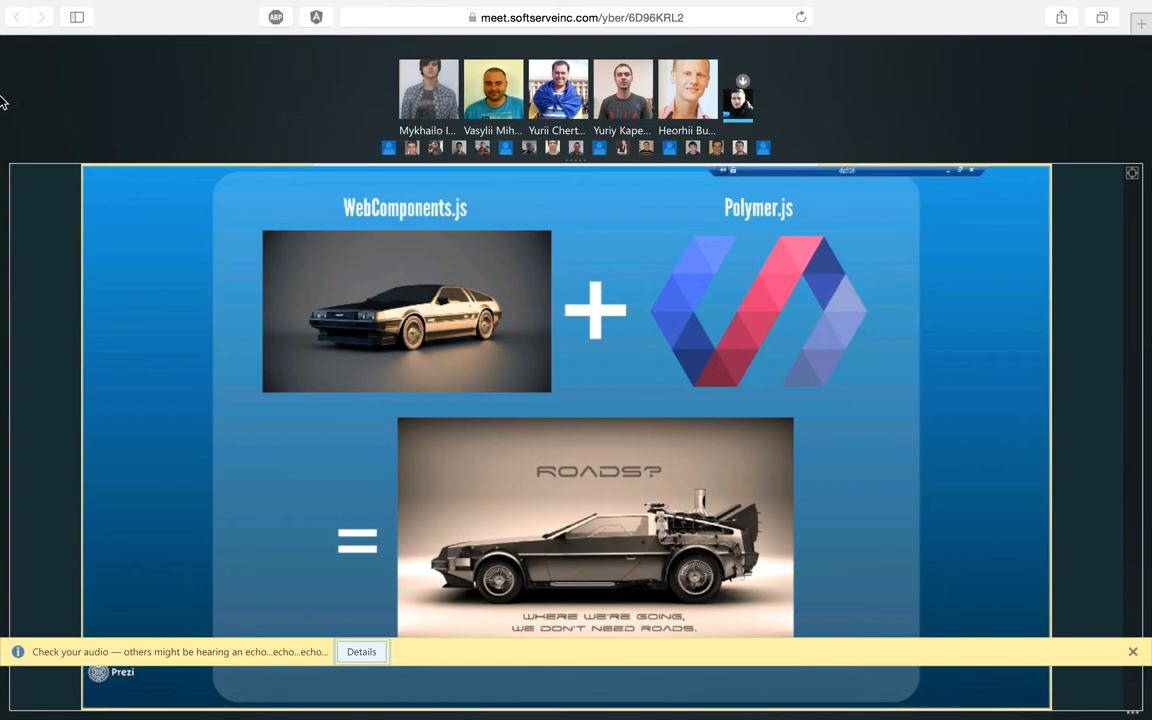 ABP
A
meet.softserveinc.com/yber/6D96KRL2
Mykhailo I...
Vasylii Mih...
Yurii Chert...
Yuriy Kape...
Heorhii Bu...
dp316
WebComponents.js
Polymer.js
+
=
ROADS?
WHERE WE'RE GOING,
WE DON'T NEED ROADS.
Check your audio — others might be hearing an echo...echo...echo...
Details
Prezi